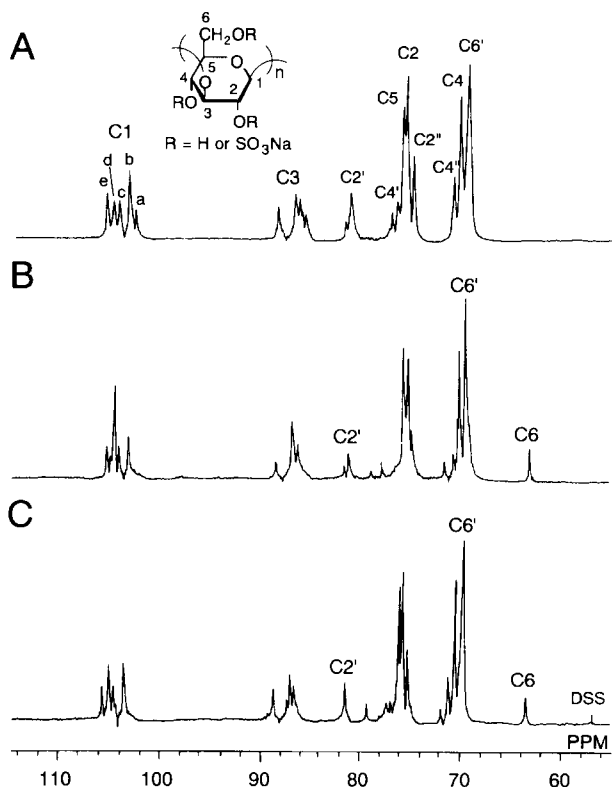 A
6
CH₂OR
5
O
4
O
1
n
RO
3
2
OR
R = H or SO₃Na
C1
d
b
e
c
a
C3
C2'
C4'
C5
C2
C2"
C4"
C4
C6'
B
C2'
C6'
C6
C
C2'
C6'
C6
DSS
PPM
110
100
90
80
70
60